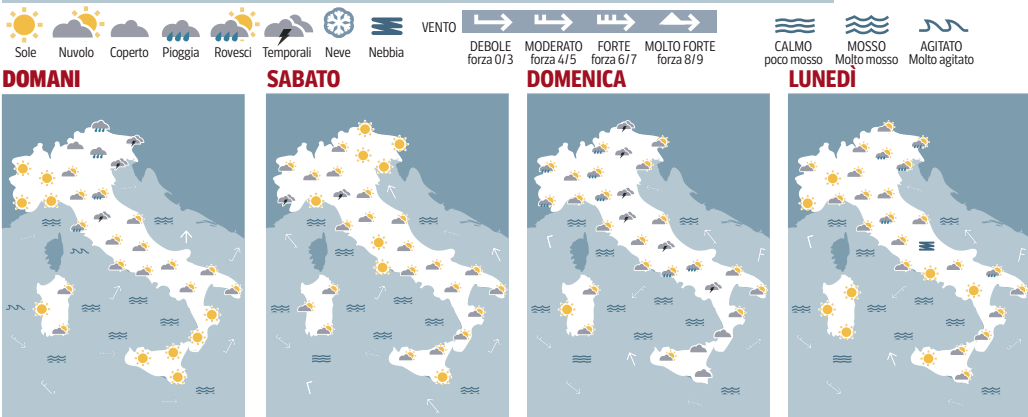 Sole Nuvolo Coperto Pioggia Rovesci Temporali Neve Nebbia
VENTO
DEBOLE MODERATO FORTE MOLTO FORTE
forza 0/3 forza 4/5 forza 6/7 forza 8/9
CALMO MOSSO AGITATO
poco mosso Molto mosso Molto agitato
DOMANI
SABATO
DOMENICA
LUNEDÌ